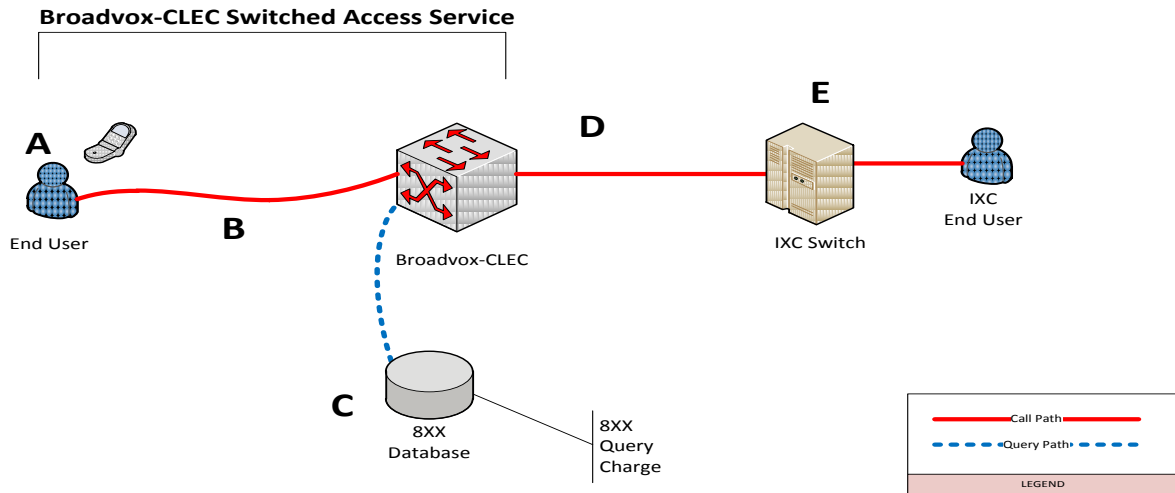 Broadvox-CLEC Switched Access Service
A
B
C
D
E
End User
Broadvox-CLEC
IXC Switch
IXC
End User
8XX
Database
8XX
Query
Charge
Call Path
Query Path
LEGEND